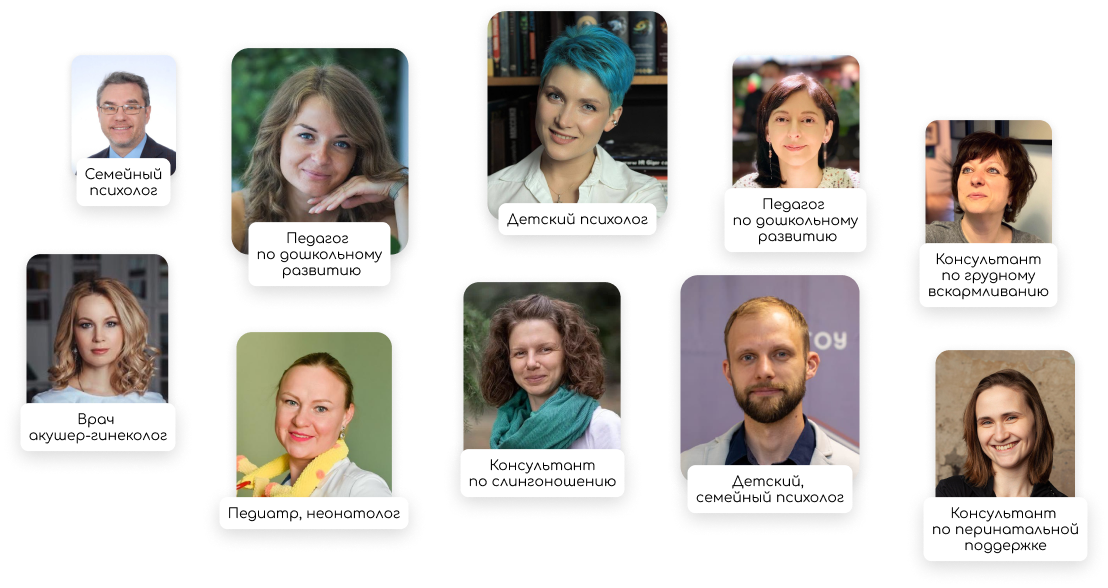 Семейный
психолог
Педагог
по дошкольному
развитию
Детский психолог
Педагог
по дошкольному
развитию
Консультант
по грудному
вскармливанию
Врач
акушер-гинеколог
Педиатр, неонатолог
Консультант
по слингоношению
Детский,
семейный психолог
Консультант
по перинатальной
поддержке